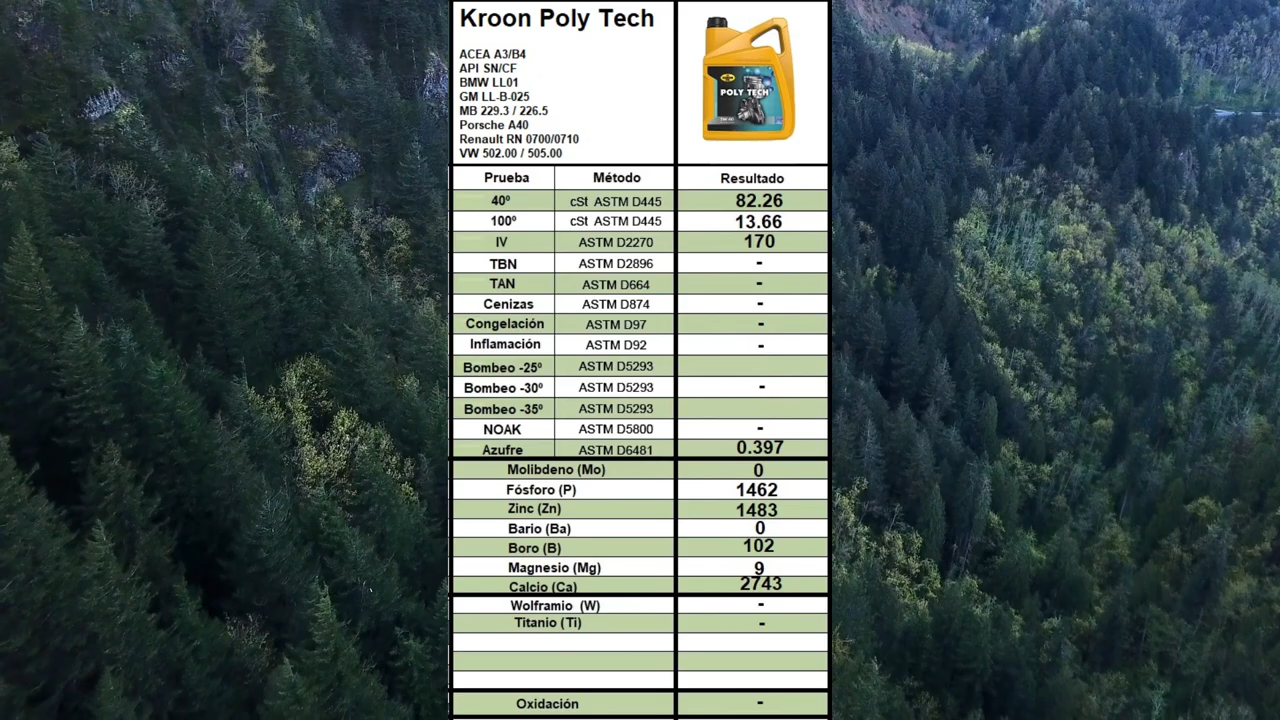 Kroon Poly Tech
ACEA A3/B4
API SN/CF
BMW LL01
GM LL-B-025
MB 229.3 / 226.5
Porsche A40
Renault RN 0700/0710
VW 502.00 / 505.00
POLY TECH
Prueba Método Resultado
40º cSt ASTM D445 82.26
100º cSt ASTM D445 13.66
IV ASTM D2270 170
TBN ASTM D2896 -
TAN ASTM D664 -
Cenizas ASTM D874 -
Congelación ASTM D97 -
Inflamación ASTM D92 -
Bombeo -25º ASTM D5293
Bombeo -30º ASTM D5293 -
Bombeo -35º ASTM D5293
NOAK ASTM D5800 -
Azufre ASTM D6481 0.397
Molibdeno (Mo) 0
Fósforo (P) 1462
Zinc (Zn) 1483
Bario (Ba) 0
Boro (B) 102
Magnesio (Mg) 9
Calcio (Ca) 2743
Wolframio (W) -
Titanio (Ti) -
Oxidación -